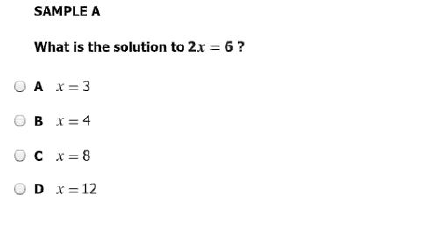 SAMPLE A
What is the solution to 2x = 6 ?
A x = 3
B x = 4
C x = 8
D x = 12